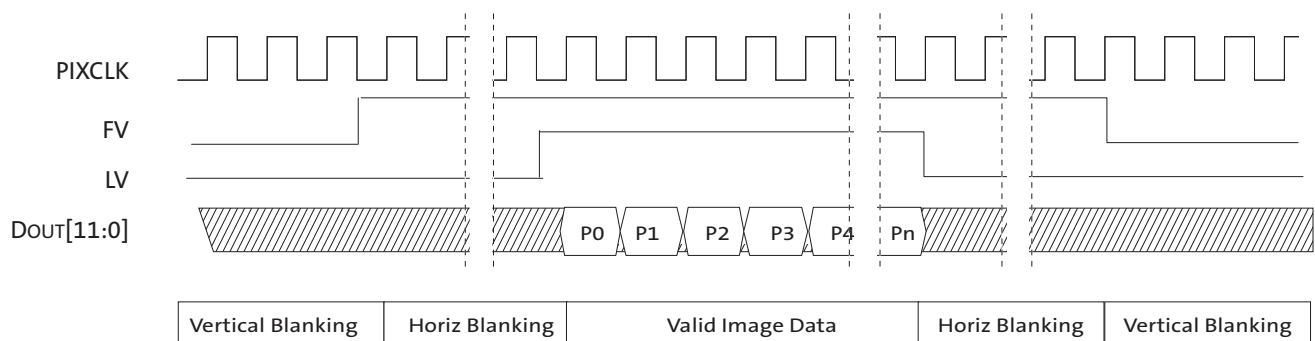 PIXCLK
FV
LV
DOUT[11:0]
P0 P1 P2 P3 P4 Pn
Vertical Blanking Horiz Blanking Valid Image Data Horiz Blanking Vertical Blanking